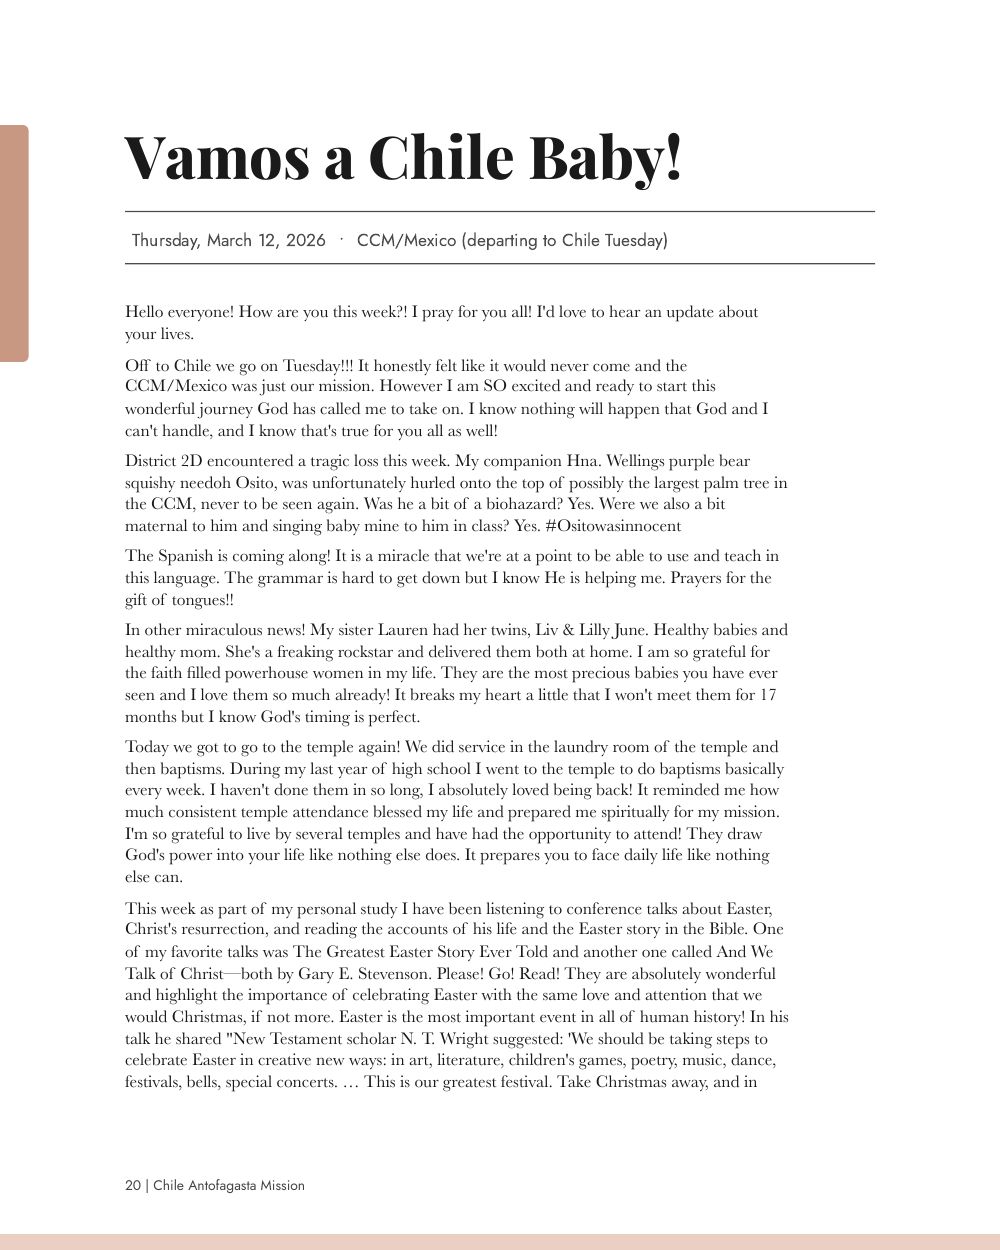 Vamos a Chile Baby!
Thursday, March 12, 2026 · CCM/Mexico (departing to Chile Tuesday)
Hello everyone! How are you this week?! I pray for you all! I'd love to hear an update about
your lives.
Off to Chile we go on Tuesday!!! It honestly felt like it would never come and the
CCM/Mexico was just our mission. However I am SO excited and ready to start this
wonderful journey God has called me to take on. I know nothing will happen that God and I
can't handle, and I know that's true for you all as well!
District 2D encountered a tragic loss this week. My companion Hna. Wellings purple bear
squishy needoh Osito, was unfortunately hurled onto the top of possibly the largest palm tree in
the CCM, never to be seen again. Was he a bit of a biohazard? Yes. Were we also a bit
maternal to him and singing baby mine to him in class? Yes. #Ositowasinnocent
The Spanish is coming along! It is a miracle that we're at a point to be able to use and teach in
this language. The grammar is hard to get down but I know He is helping me. Prayers for the
gift of tongues!!
In other miraculous news! My sister Lauren had her twins, Liv & Lilly June. Healthy babies and
healthy mom. She's a freaking rockstar and delivered them both at home. I am so grateful for
the faith filled powerhouse women in my life. They are the most precious babies you have ever
seen and I love them so much already! It breaks my heart a little that I won't meet them for 17
months but I know God's timing is perfect.
Today we got to go to the temple again! We did service in the laundry room of the temple and
then baptisms. During my last year of high school I went to the temple to do baptisms basically
every week. I haven't done them in so long, I absolutely loved being back! It reminded me how
much consistent temple attendance blessed my life and prepared me spiritually for my mission.
I'm so grateful to live by several temples and have had the opportunity to attend! They draw
God's power into your life like nothing else does. It prepares you to face daily life like nothing
else can.
This week as part of my personal study I have been listening to conference talks about Easter,
Christ's resurrection, and reading the accounts of his life and the Easter story in the Bible. One
of my favorite talks was The Greatest Easter Story Ever Told and another one called And We
Talk of Christ—both by Gary E. Stevenson. Please! Go! Read! They are absolutely wonderful
and highlight the importance of celebrating Easter with the same love and attention that we
would Christmas, if not more. Easter is the most important event in all of human history! In his
talk he shared "New Testament scholar N. T. Wright suggested: 'We should be taking steps to
celebrate Easter in creative new ways: in art, literature, children's games, poetry, music, dance,
festivals, bells, special concerts. … This is our greatest festival. Take Christmas away, and in
20 | Chile Antofagasta Mission